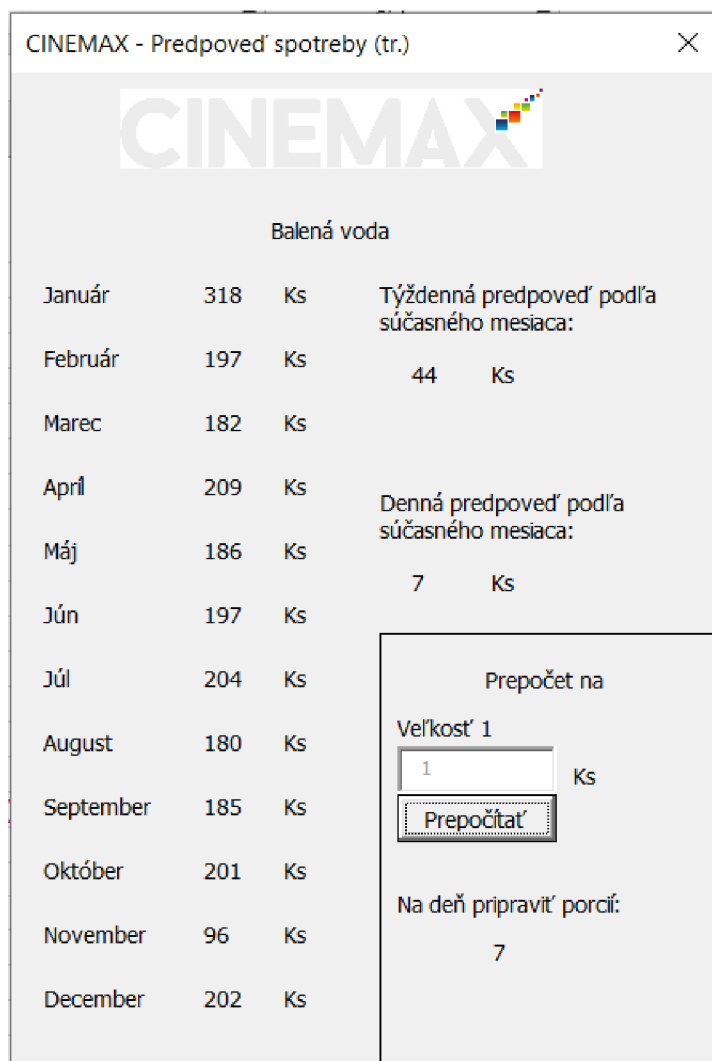 CINEMAX - Predpoveď spotreby (tr.)
CINEMAX
Balená voda
Január 318 Ks
Február 197 Ks
Marec 182 Ks
Apríl 209 Ks
Máj 186 Ks
Jún 197 Ks
Júl 204 Ks
August 180 Ks
September 185 Ks
Október 201 Ks
November 96 Ks
December 202 Ks
Týždenná predpoveď podľa
súčasného mesiaca:
44 Ks
Denná predpoveď podľa
súčasného mesiaca:
7 Ks
Prepočet na
Veľkosť 1
1 Ks
Prepočítať
Na deň pripraviť porcií:
7